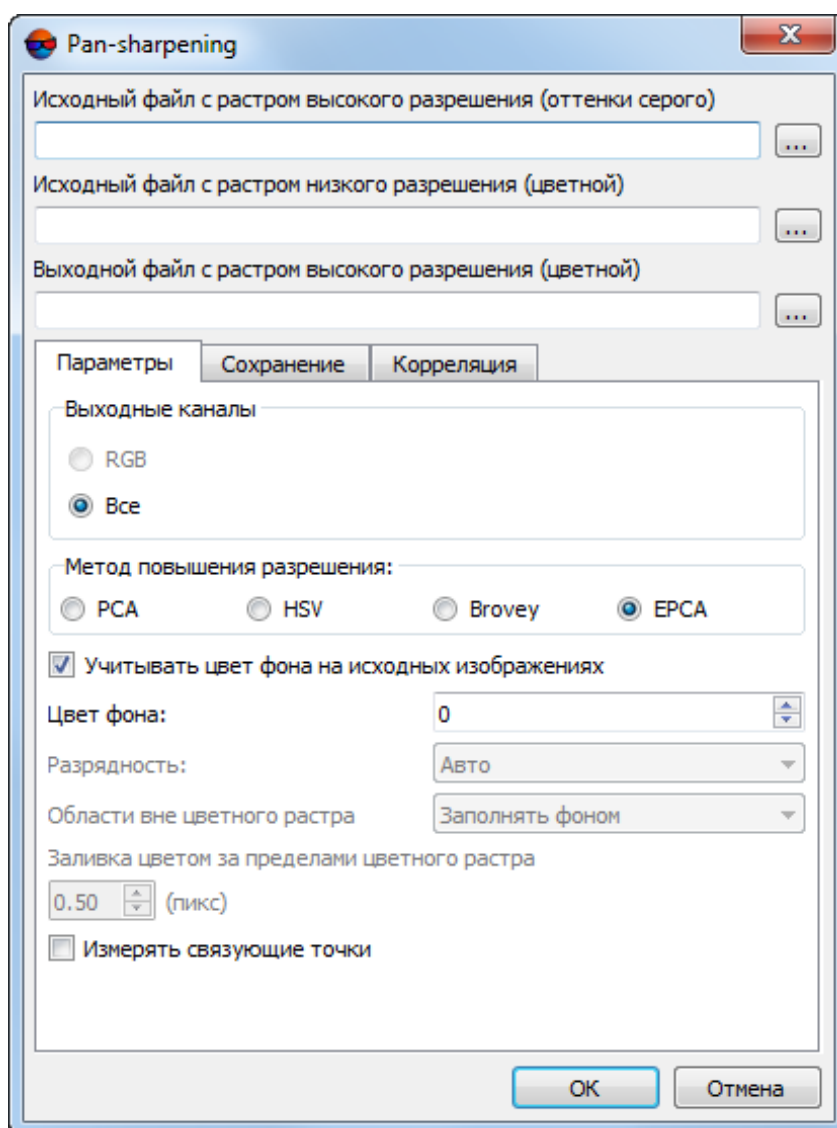 Pan-sharpening
Исходный файл с растром высокого разрешения (оттенки серого)
...
Исходный файл с растром низкого разрешения (цветной)
...
Выходной файл с растром высокого разрешения (цветной)
...
Параметры Сохранение Корреляция
Выходные каналы
RGB
Все
Метод повышения разрешения:
PCA HSV Brovey EPCA
Учитывать цвет фона на исходных изображениях
Цвет фона: 0
Разрядность: Авто
Области вне цветного растра Заполнять фоном
Заливка цветом за пределами цветного растра
0.50 (пикс)
Измерять связующие точки
OK Отмена